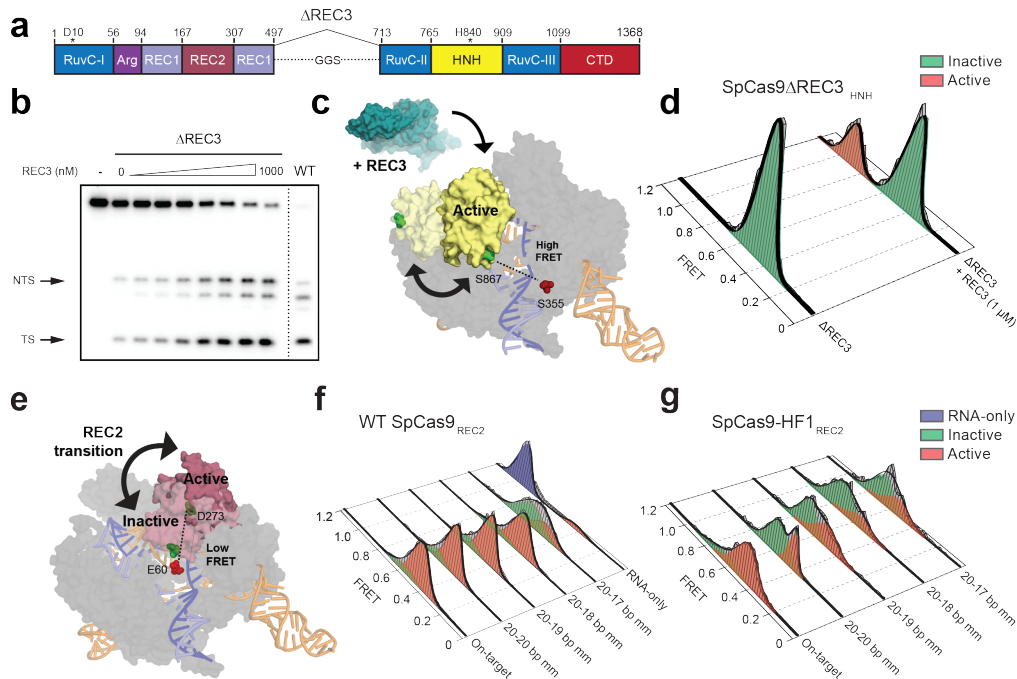 a
ΔREC3
1
D10
*
56
94
167
307
497
713
765
H840
*
909
1099
1368
RuvC-I
Arg
REC1
REC2
REC1
GGS
RuvC-II
HNH
RuvC-III
CTD
b
ΔREC3
REC3 (nM)
-
0
1000
WT
NTS
TS
c
+ REC3
Active
High
FRET
S867
S355
d
SpCas9ΔREC3 HNH
Inactive
Active
1.2
1.0
0.8
0.6
0.4
0.2
0
FRET
ΔREC3
ΔREC3
+ REC3 (1 µM)
e
REC2
transition
Active
Inactive
D273
Low
FRET
E60
f
WT SpCas9REC2
1.2
1.0
0.8
0.6
0.4
0.2
0
FRET
On-target
20-20 bp mm
20-19 bp mm
20-18 bp mm
20-17 bp mm
RNA-only
g
SpCas9-HF1REC2
RNA-only
Inactive
Active
1.2
1.0
0.8
0.6
0.4
0.2
0
FRET
On-target
20-20 bp mm
20-19 bp mm
20-18 bp mm
20-17 bp mm